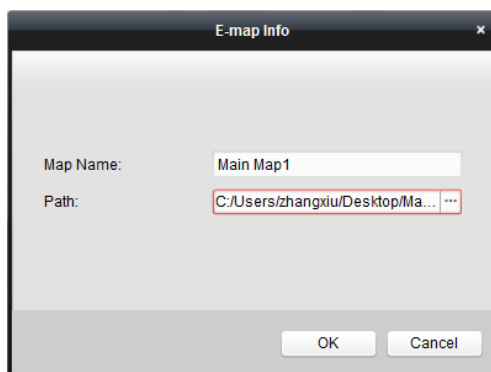 E-map Info ×
Map Name: Main Map1
Path: C:/Users/zhangxiu/Desktop/Ma... ...
OK Cancel